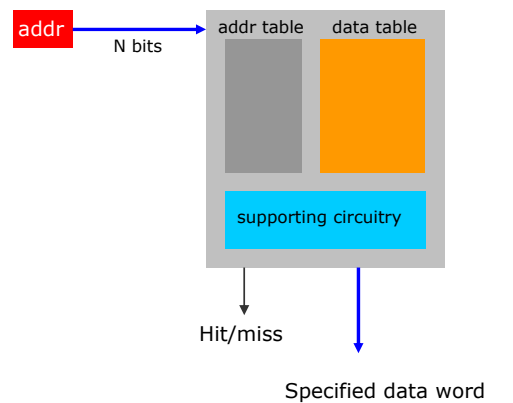 addr
N bits
addr table
data table
supporting circuitry
Hit/miss
Specified data word